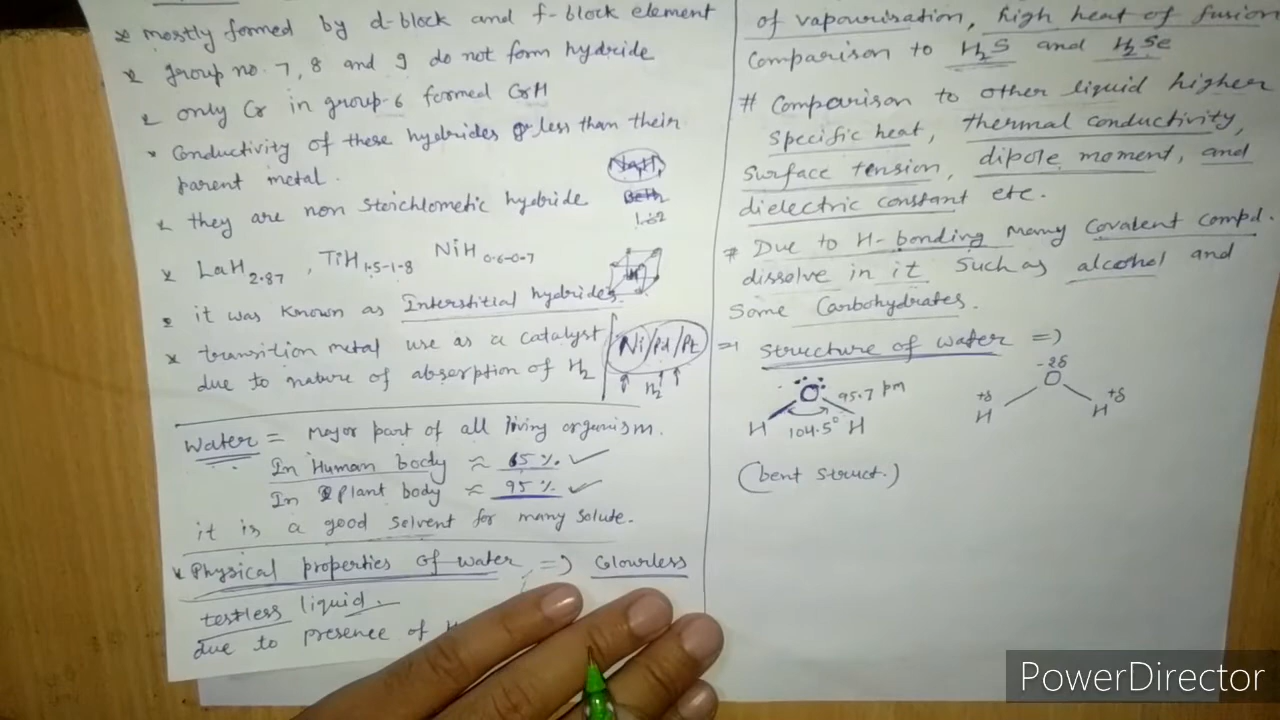 * mostly formed by d-block and f-block element
* group no. 7, 8 and 9 do not form hydride
* only Cr in group-6 formed CrH
* Conductivity of these hydrides less than their
parent metal.
* they are non stoichiometic hydride
* LaH2.87 , TiH1.5-1.8 NiH0.6-0.7
* it was known as Interstitial hydrides.
* transition metal use as a catalyst
due to nature of absorption of H2
Ni/Pd/Pt
H2
Water = Major part of all living organism.
In Human body ≈ 65%. ✓
In Plant body ≈ 95%. ✓
it is a good solvent for many solute.
* Physical properties of water => Colourless
testless liquid.
due to presence of
of vapourisation, high heat of fusion
Comparison to H2S and H2Se
# Comparison to other liquid higher
specific heat, thermal conductivity,
surface tension, dipole moment, and
dielectric constant etc.
# Due to H-bonding many covalent compd.
dissolve in it such as alcohol and
some Carbohydrates.
=> structure of water =>
O 95.7 pm
H 104.5° H
(bent struct.)
-2δ
O
+δ +δ
H H
PowerDirector